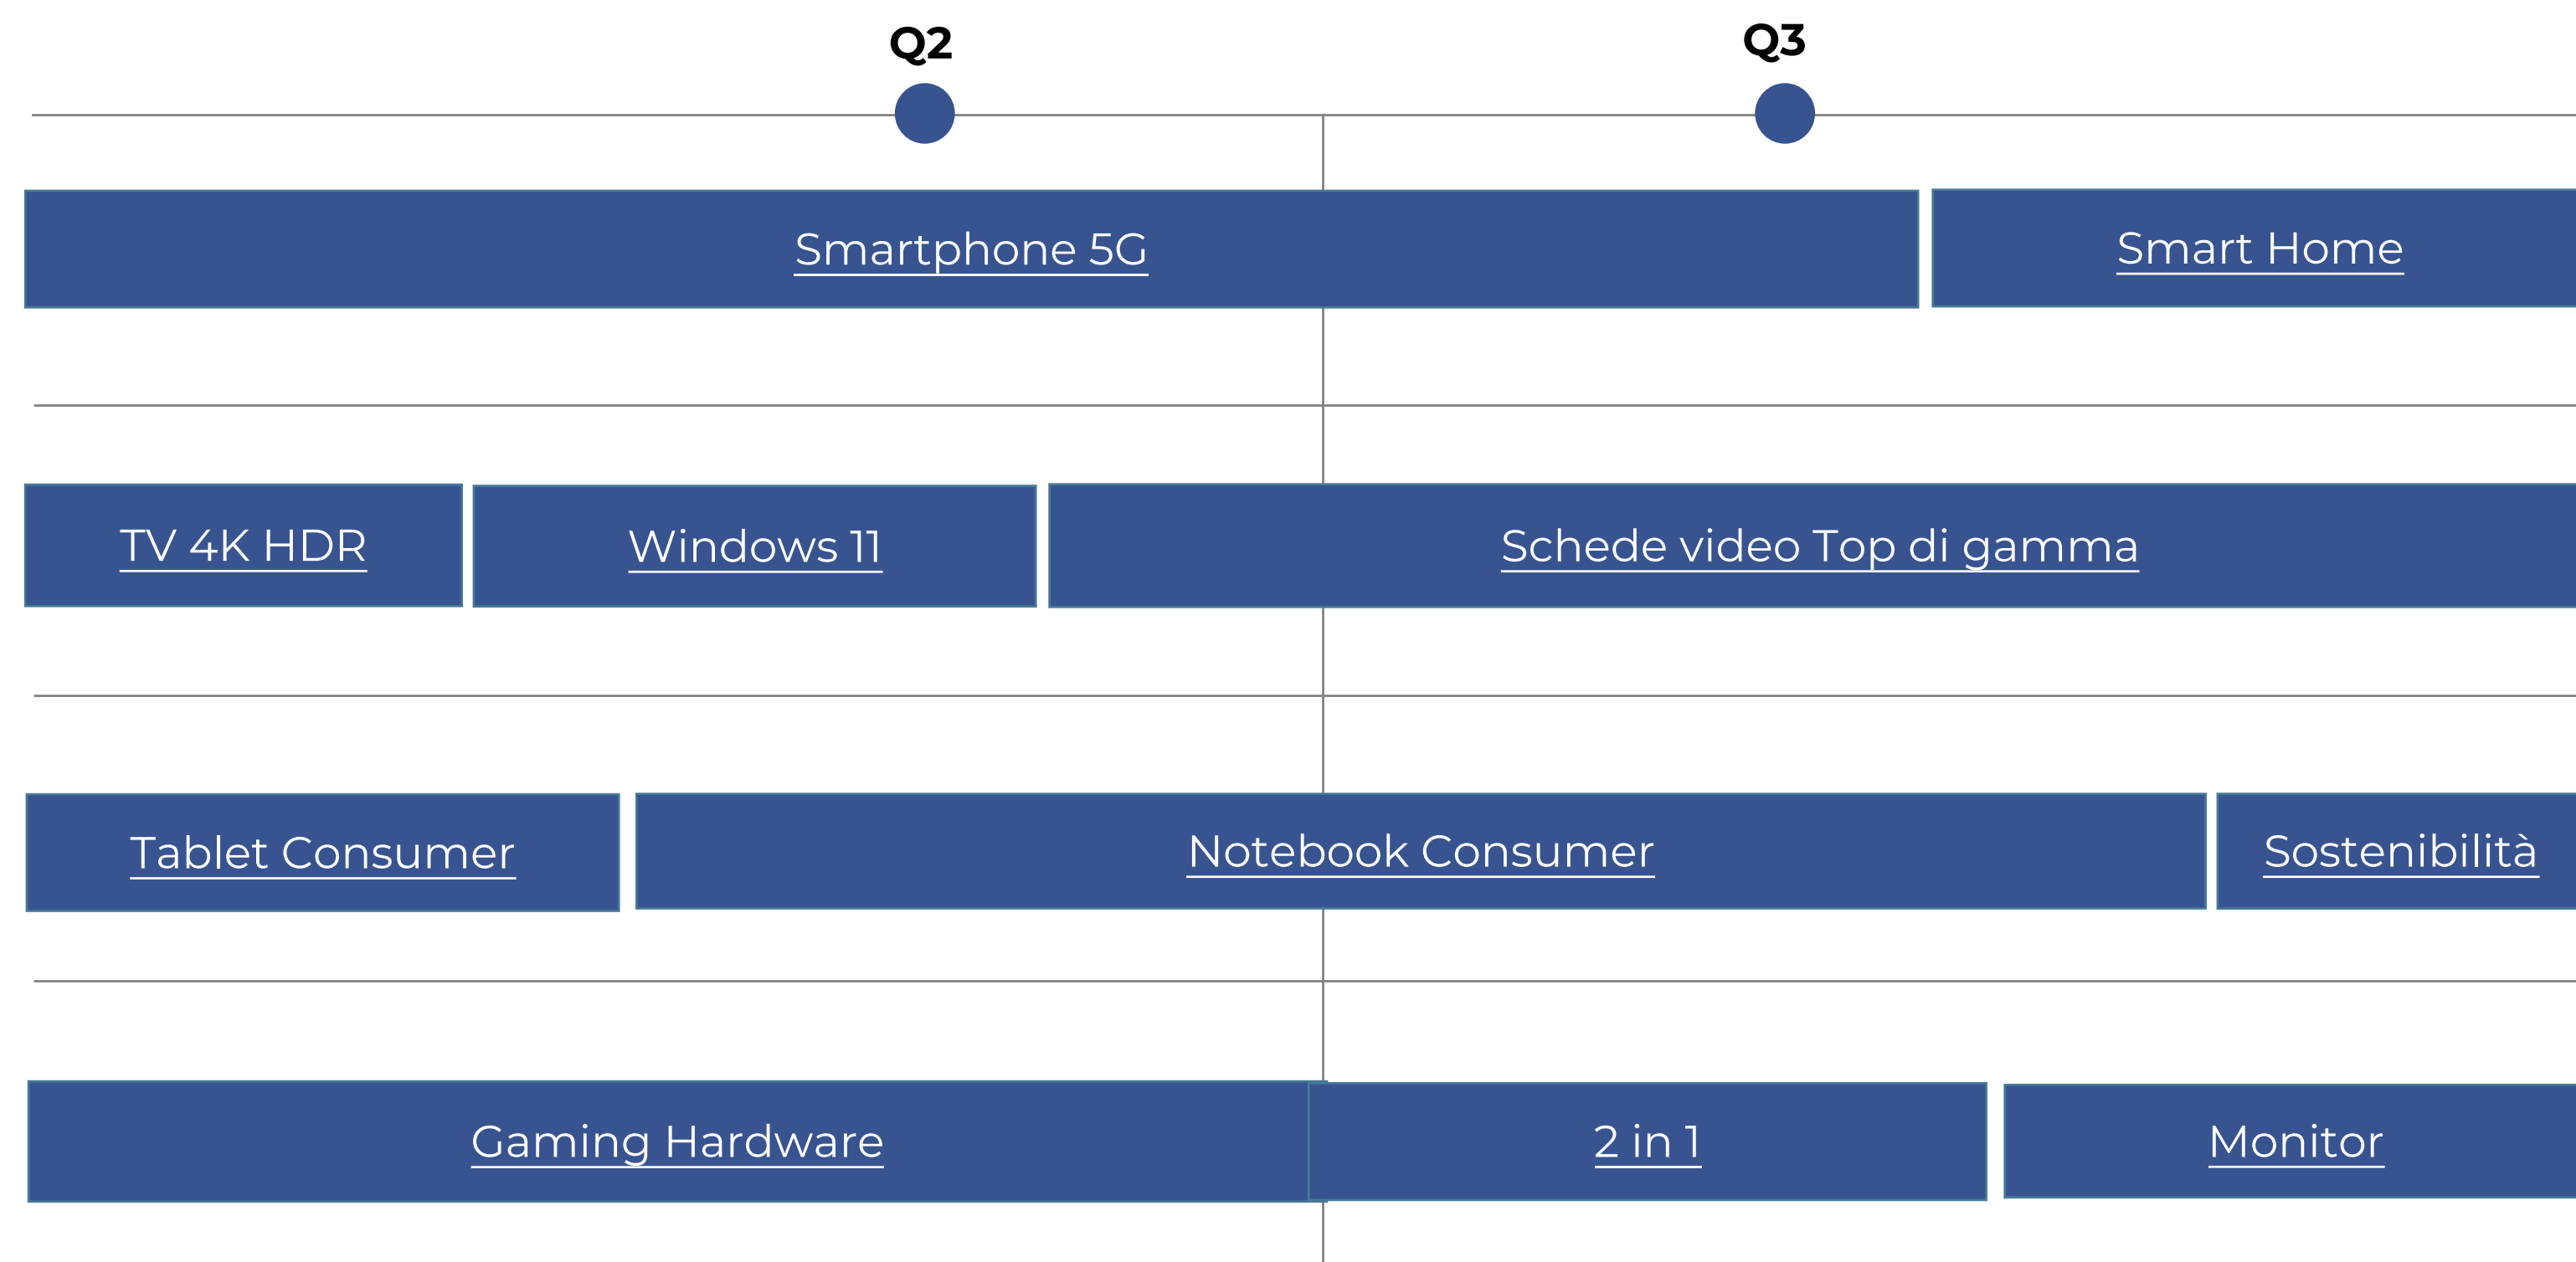 Q2
Q3
Smartphone 5G
Smart Home
TV 4K HDR
Windows 11
Schede video Top di gamma
Tablet Consumer
Notebook Consumer
Sostenibilità
Gaming Hardware
2 in 1
Monitor